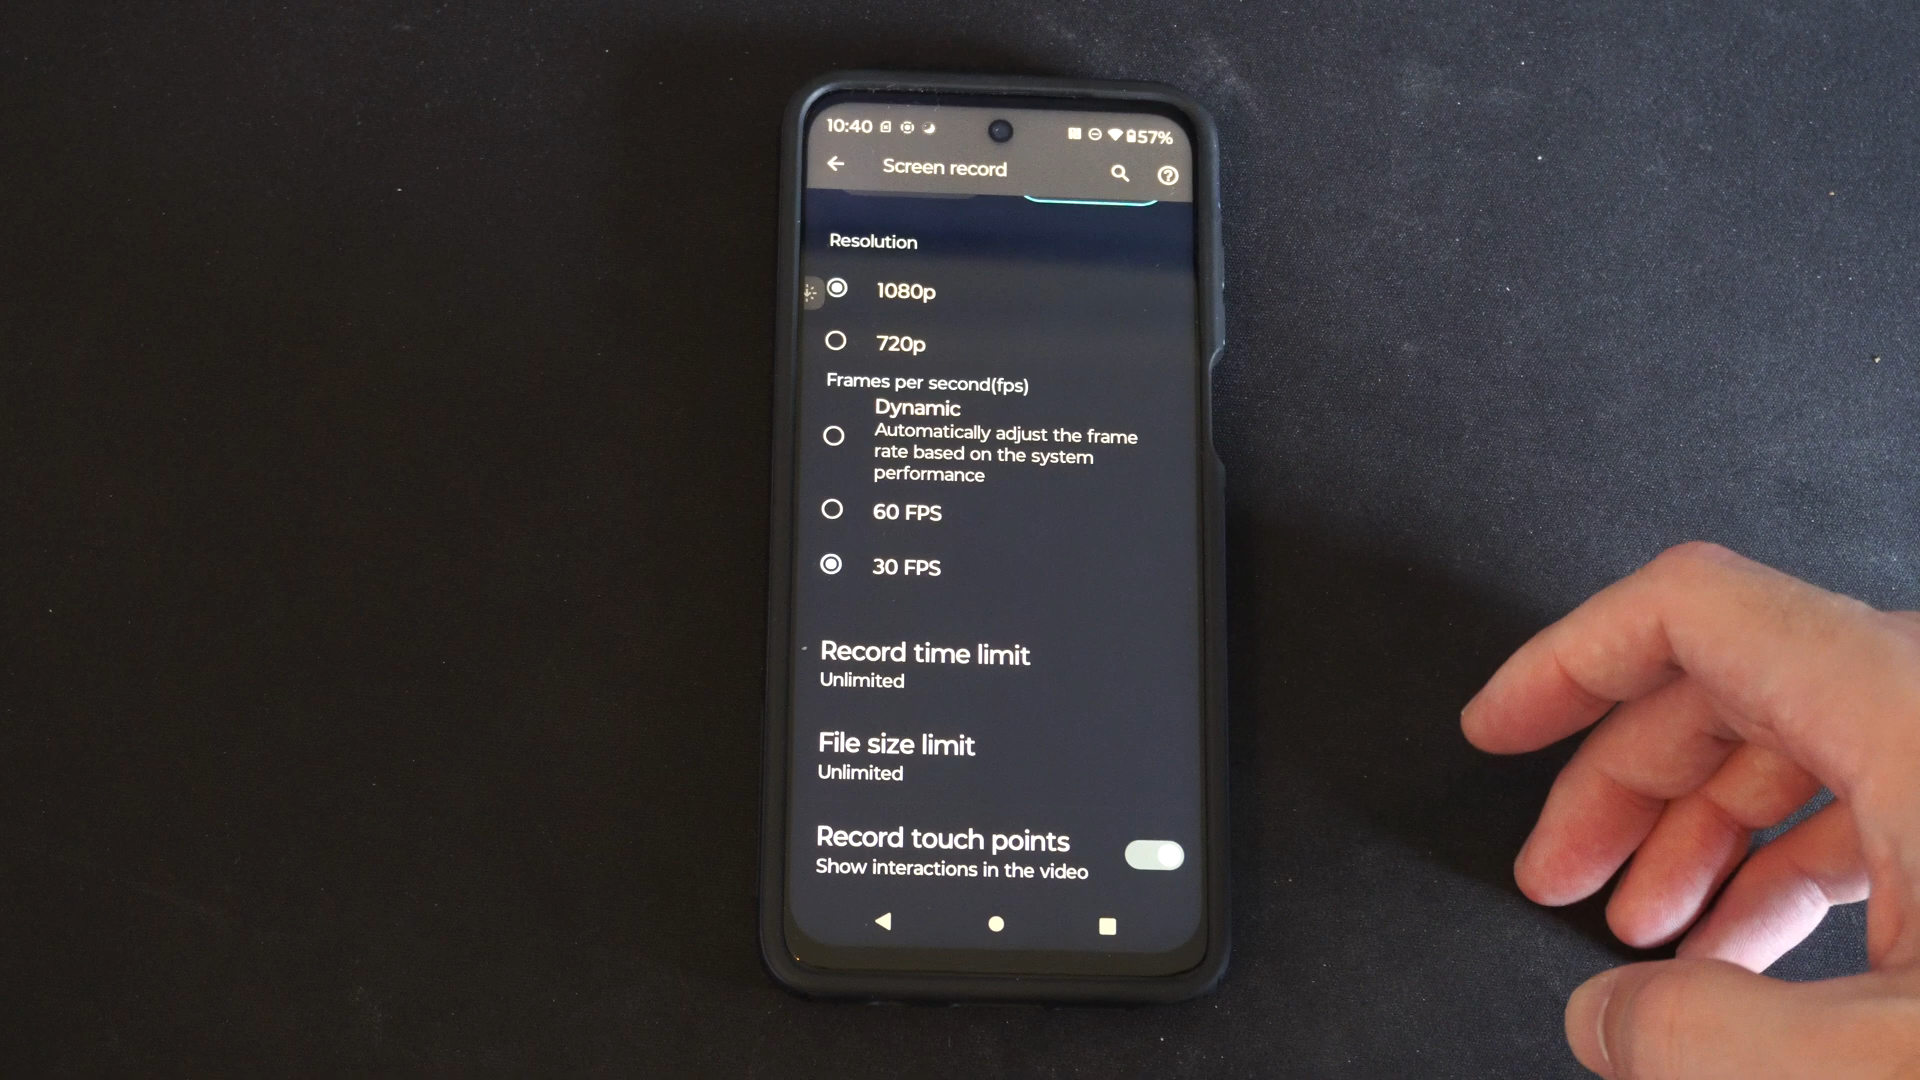 10:40 57%
Screen record
Resolution
1080p
720p
Frames per second(fps)
Dynamic
Automatically adjust the frame
rate based on the system
performance
60 FPS
30 FPS
Record time limit
Unlimited
File size limit
Unlimited
Record touch points
Show interactions in the video